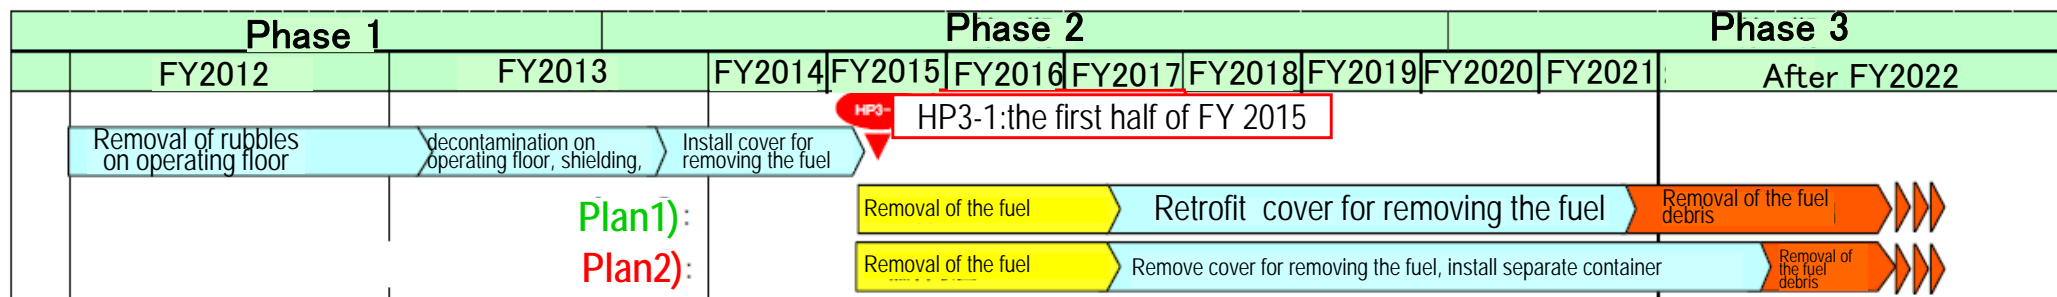 Phase 1 Phase 2 Phase 3
FY2012 FY2013 FY2014 FY2015 FY2016 FY2017 FY2018 FY2019 FY2020 FY2021 After FY2022
HP3- HP3-1:the first half of FY 2015
Removal of rubbles
on operating floor
decontamination on
operating floor, shielding,
Install cover for
removing the fuel
Plan1): Removal of the fuel Retrofit cover for removing the fuel
Removal of the fuel
debris
Plan2): Removal of the fuel Remove cover for removing the fuel, install separate container
Removal of
the fuel
debris